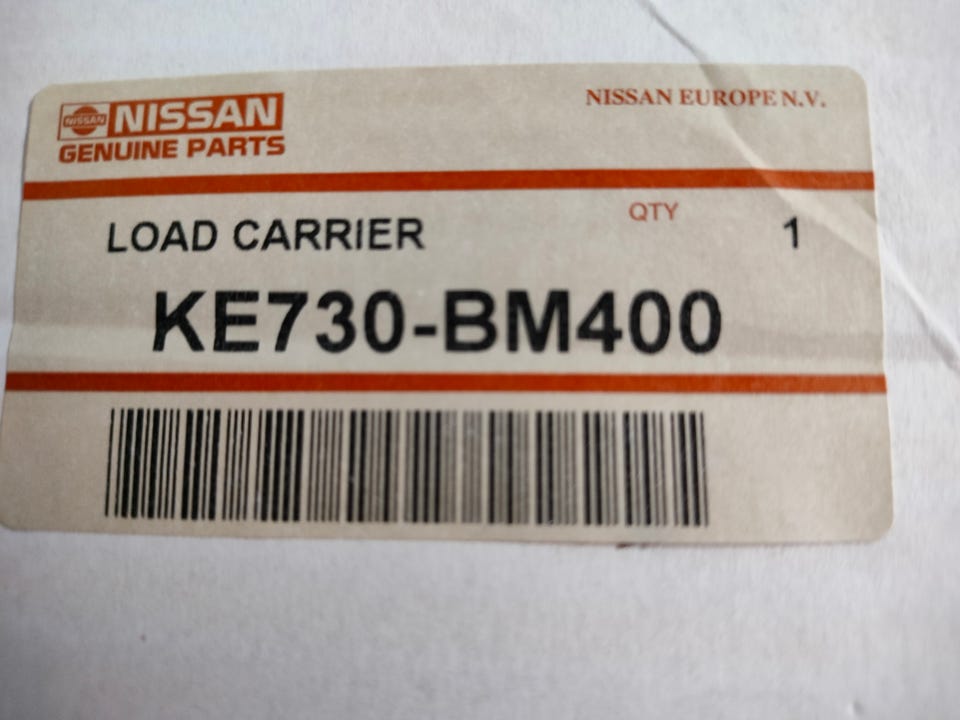 NISSAN
NISSAN
GENUINE PARTS
NISSAN EUROPE N.V.
LOAD CARRIER
QTY
1
KE730-BM400